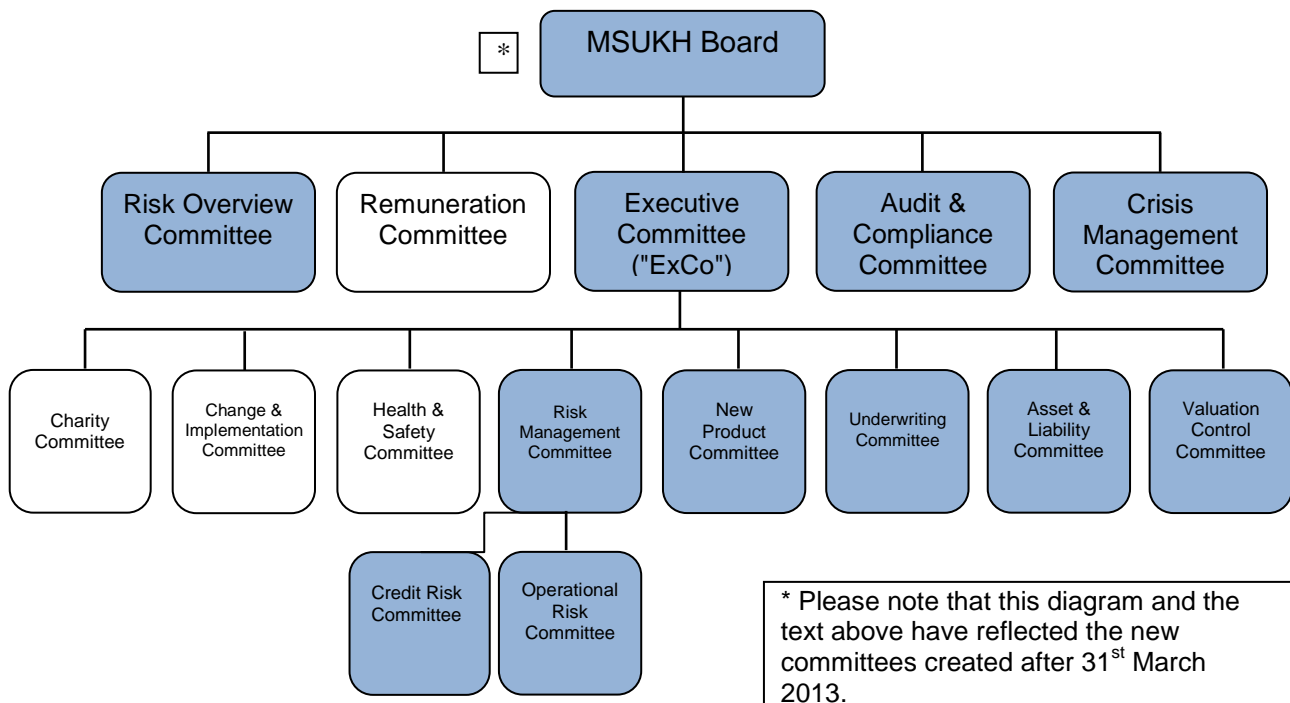 *
MSUKH Board
Risk Overview
Committee
Remuneration
Committee
Executive
Committee
("ExCo")
Audit &
Compliance
Committee
Crisis
Management
Committee
Charity
Committee
Change &
Implementation
Committee
Health &
Safety
Committee
Risk
Management
Committee
New
Product
Committee
Underwriting
Committee
Asset &
Liability
Committee
Valuation
Control
Committee
Credit Risk
Committee
Operational
Risk
Committee
* Please note that this diagram and the
text above have reflected the new
committees created after 31st March
2013.